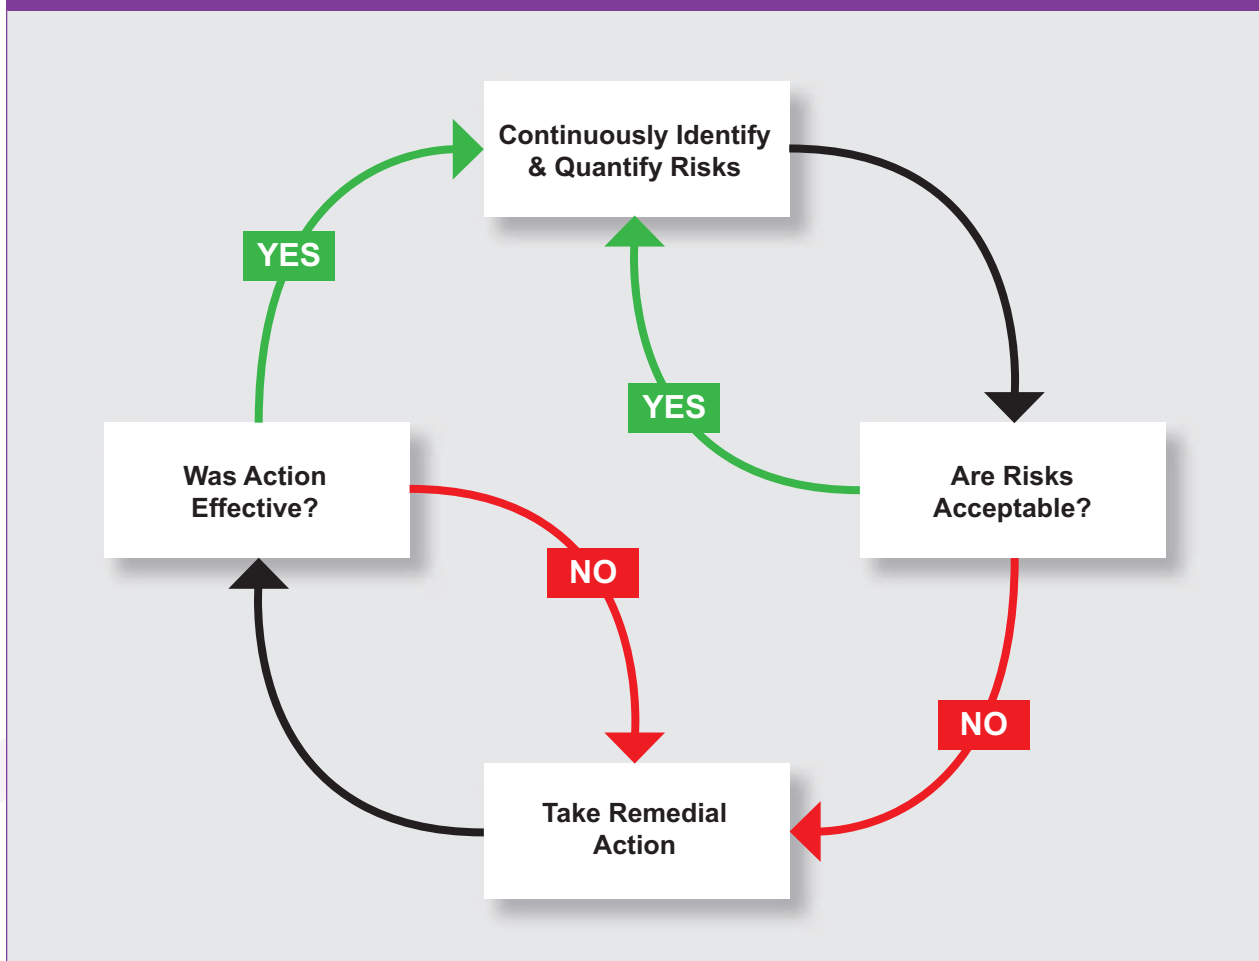 Continuously Identify
& Quantify Risks
YES
YES
Was Action
Effective?
Are Risks
Acceptable?
NO
NO
Take Remedial
Action